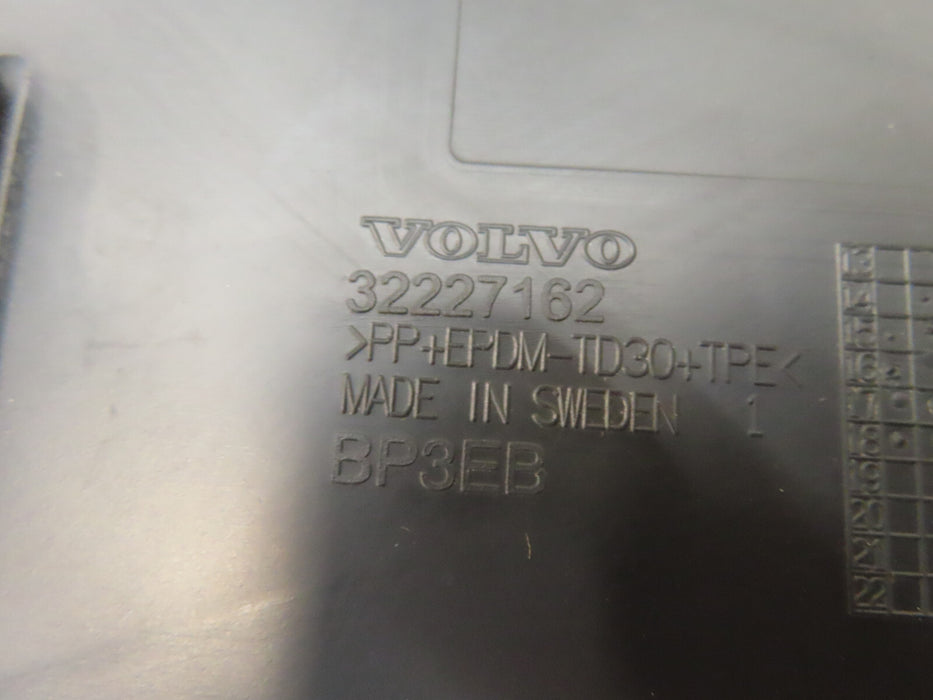 VOLVO
32227162
>PP+EPDM-TD30+TPE<
MADE IN SWEDEN 1
BP3EB
13
14
15
16
17
18
19
20
21
22